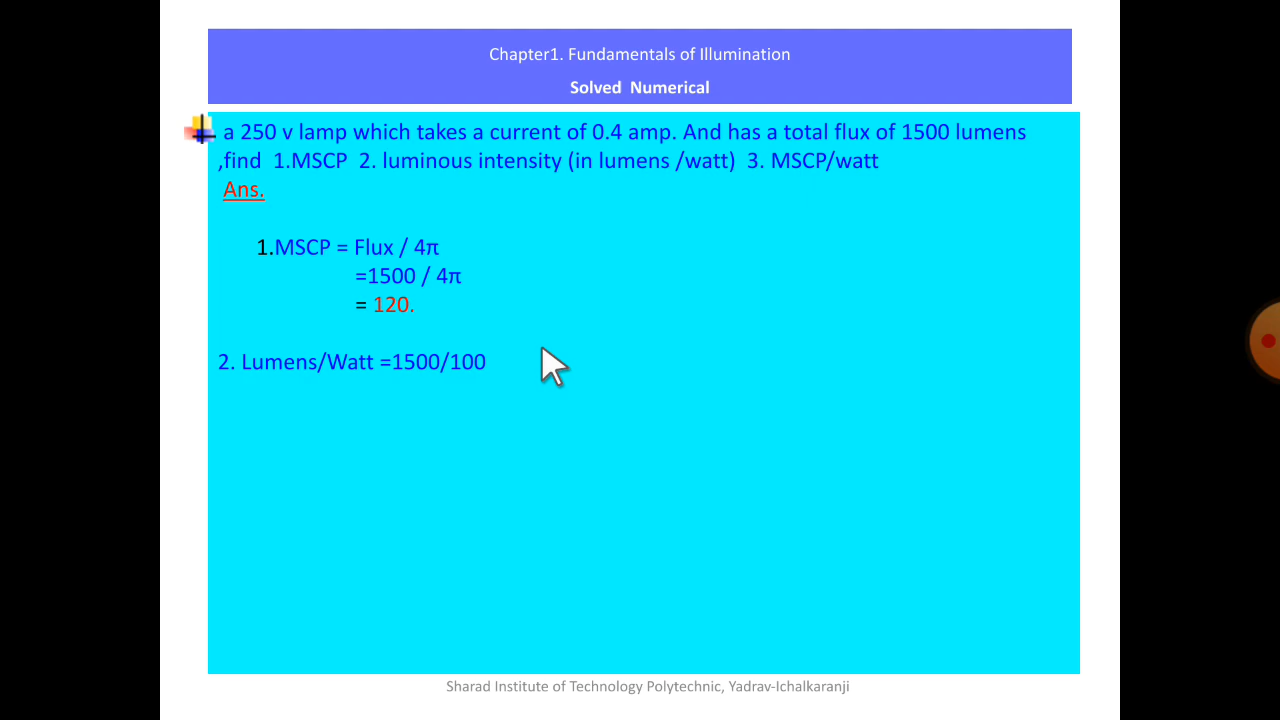 Chapter1. Fundamentals of Illumination
Solved Numerical
a 250 v lamp which takes a current of 0.4 amp. And has a total flux of 1500 lumens
,find 1.MSCP 2. luminous intensity (in lumens /watt) 3. MSCP/watt
Ans.
1.MSCP = Flux / 4π
=1500 / 4π
= 120.
2. Lumens/Watt =1500/100
Sharad Institute of Technology Polytechnic, Yadrav-Ichalkaranji